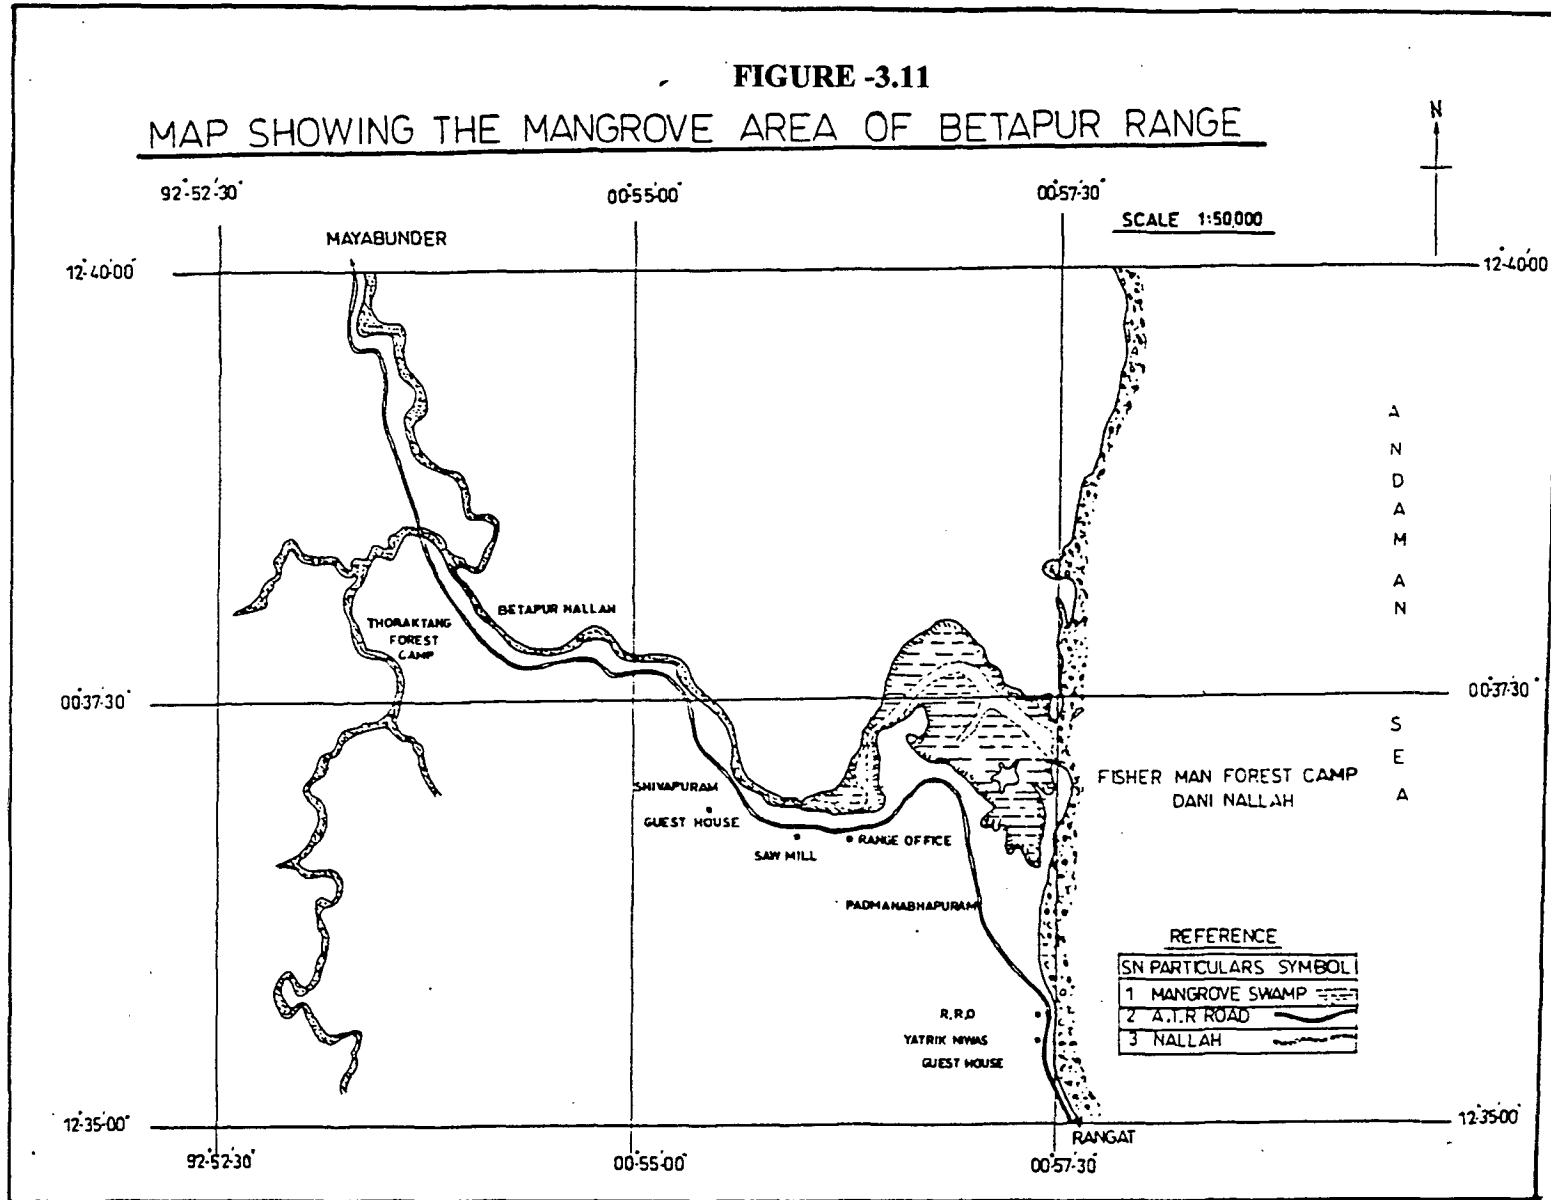 FIGURE -3.11
MAP SHOWING THE MANGROVE AREA OF BETAPUR RANGE
N
92°-52'-30"
00°-55'-00"
00°-57'-30"
SCALE 1:50,000
MAYABUNDER
12°-40'-00"
12°-40'-00"
ANDAMAN
SEA
BETAPUR NALLAH
THORAKTANG
FOREST
CAMP
00°-37'-30"
00°-37'-30"
FISHER MAN FOREST CAMP
DANI NALLAH
SHIVAPURAM
GUEST HOUSE
SAW MILL
RANGE OFFICE
PADMANABHAPURAM
REFERENCE
SN PARTICULARS SYMBOL
1 MANGROVE SWAMP
2 A.T.R ROAD
3 NALLAH
R.R.O
YATRIK NIWAS
GUEST HOUSE
12°-35'-00"
12°-35'-00"
RANGAT
92°-52'-30"
00°-55'-00"
00°-57'-30"